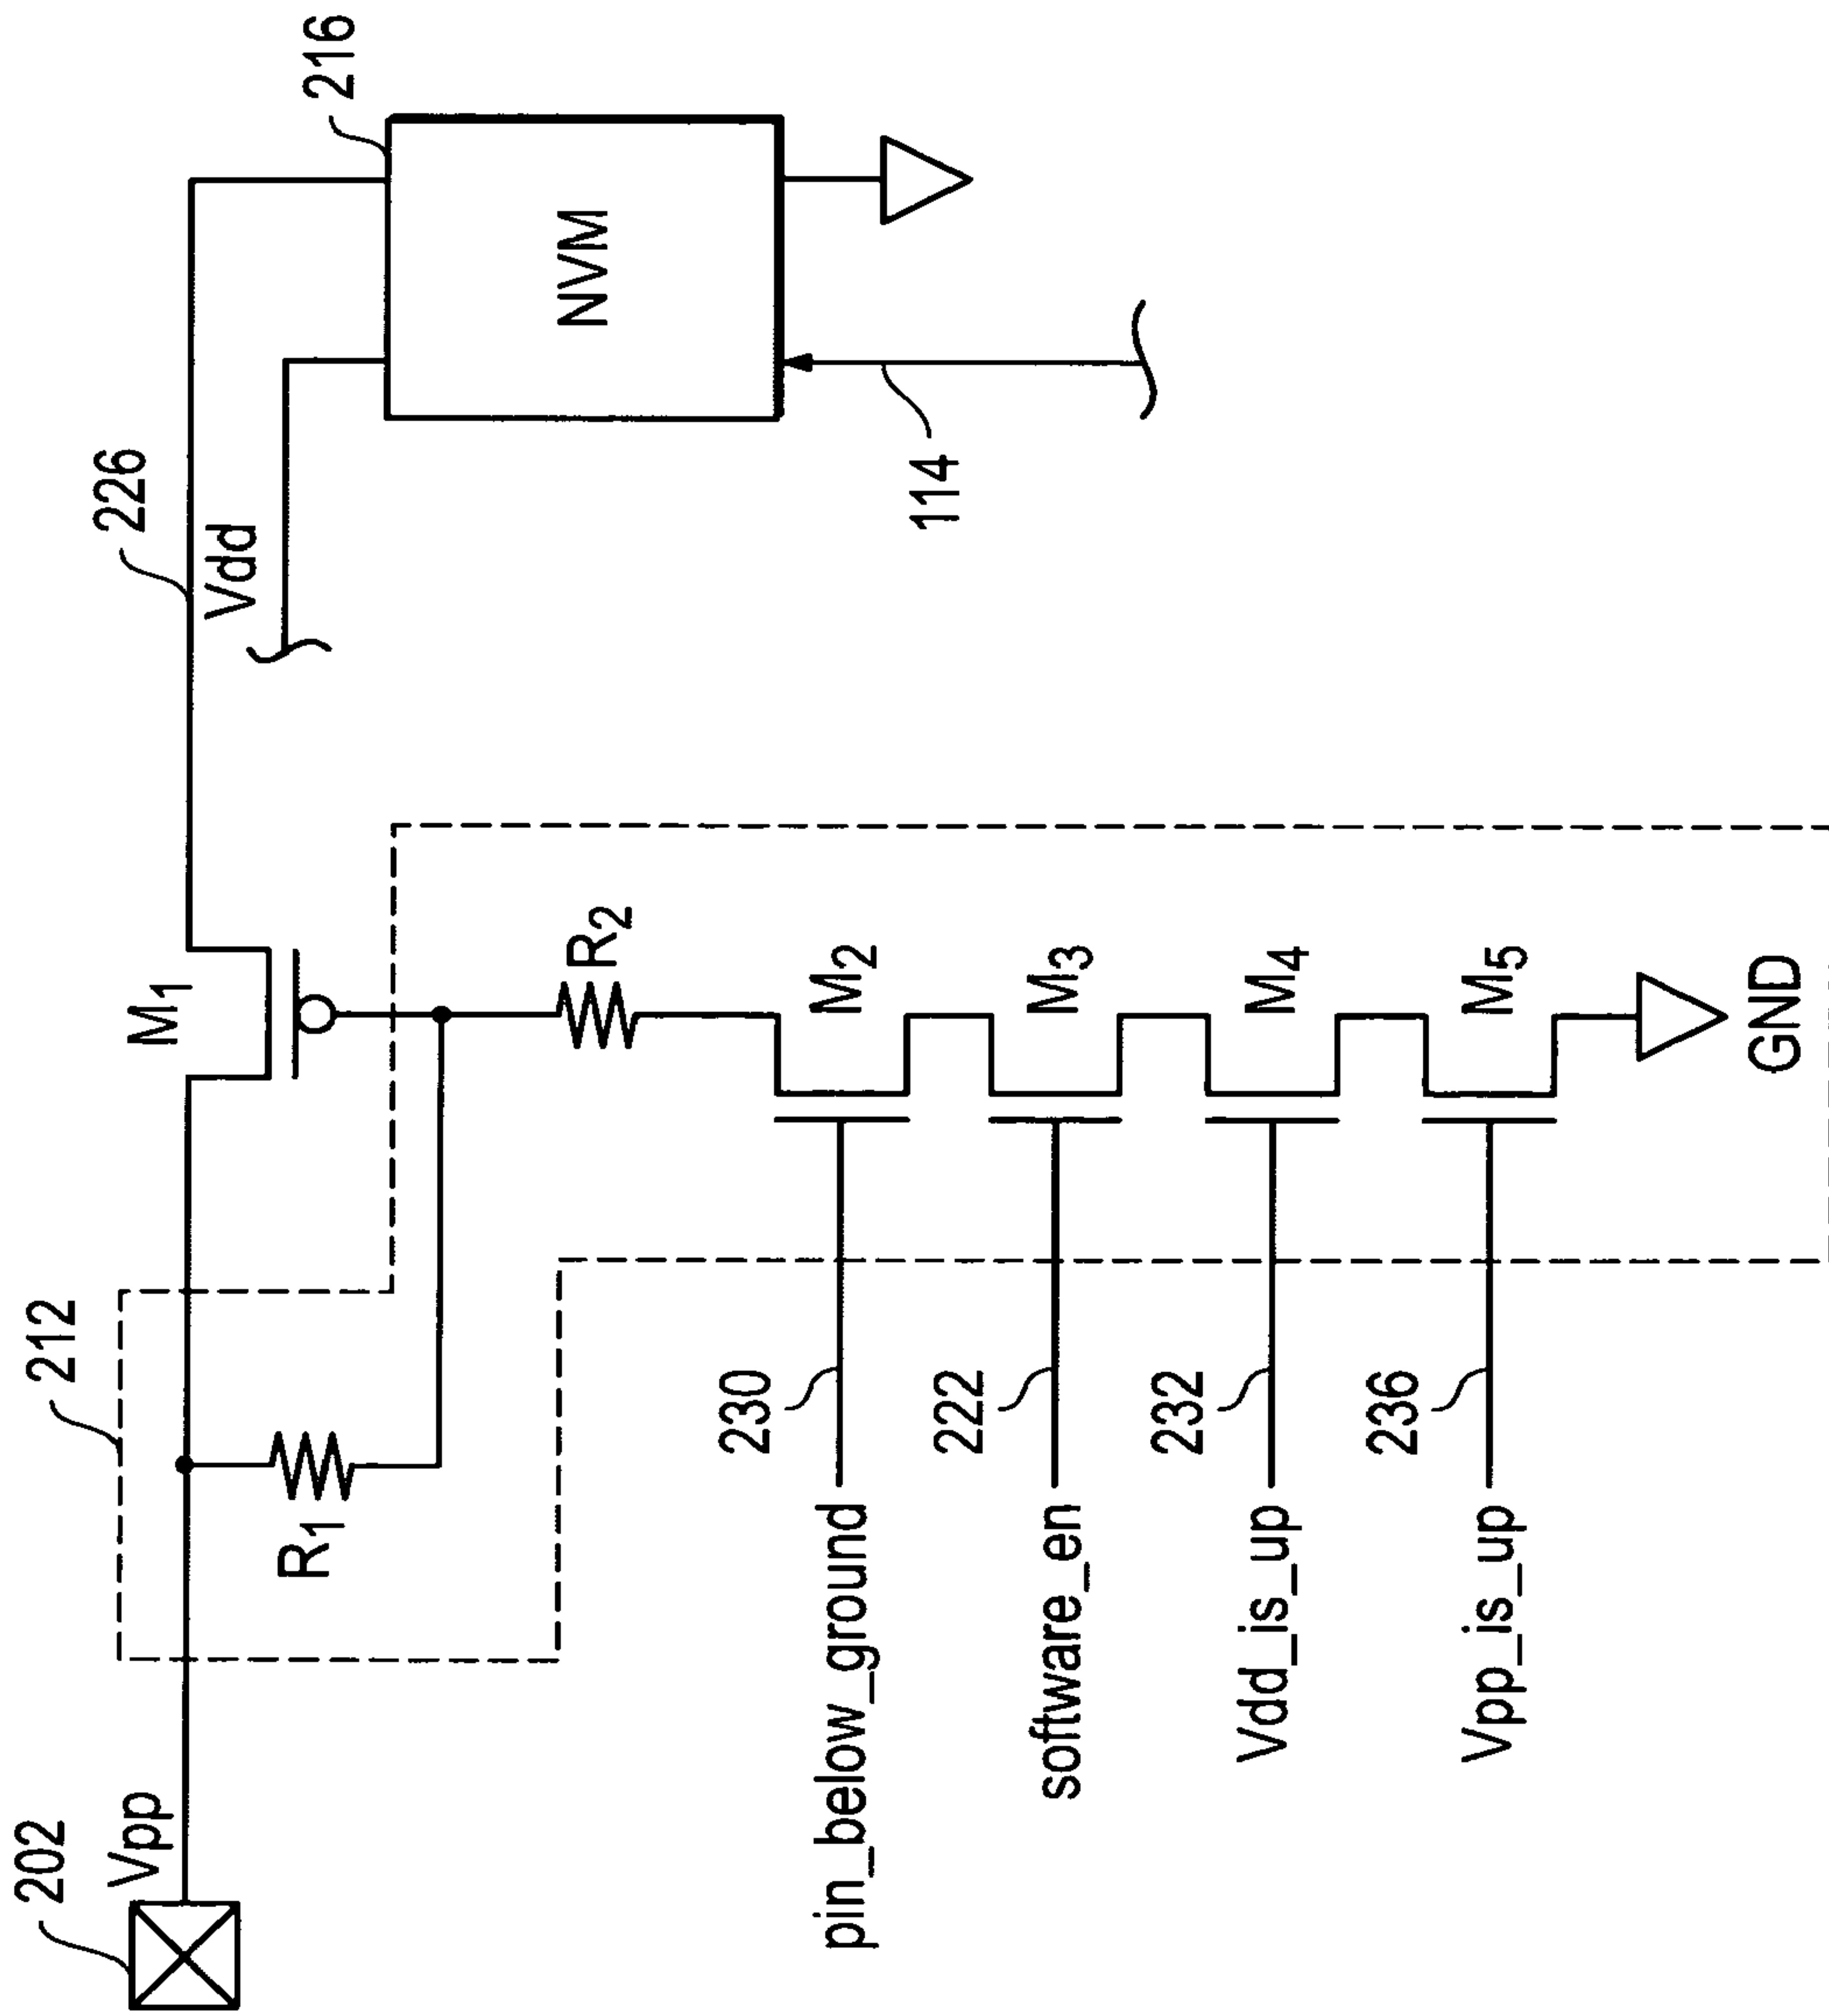 202
Vpp
212
R1
M1
226
Vdd
216
NVM
114
R2
230
pin_below_ground
M2
222
software_en
M3
232
Vdd_is_up
M4
236
Vpp_is_up
M5
GND